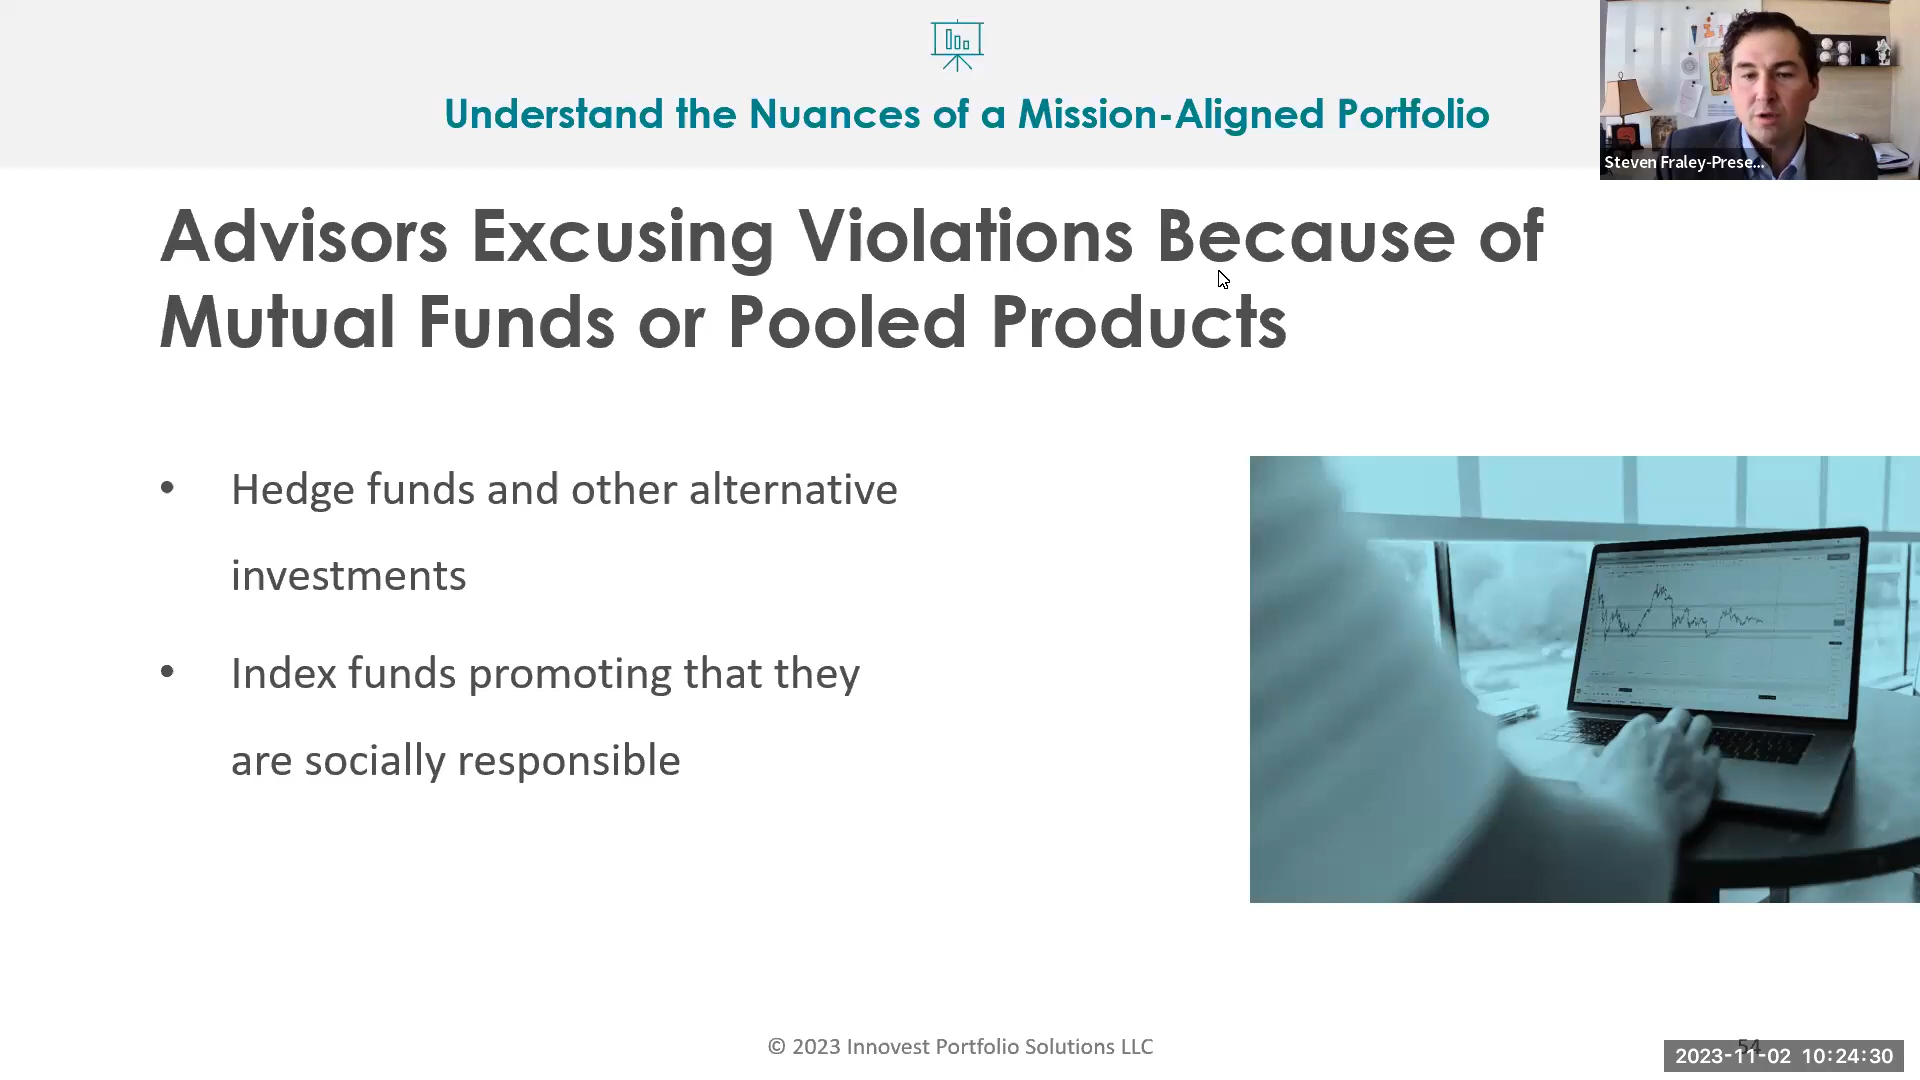 Understand the Nuances of a Mission-Aligned Portfolio
Steven Fraley-Prese...
Advisors Excusing Violations Because of
Mutual Funds or Pooled Products
• Hedge funds and other alternative
investments
• Index funds promoting that they
are socially responsible
© 2023 Innovest Portfolio Solutions LLC
54
2023-11-02 10:24:30